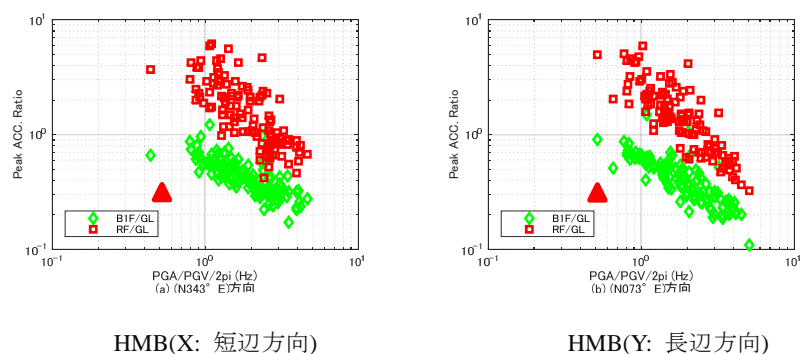 10^1
10^0
10^-1
Peak ACC. Ratio
B1F/GL
RF/GL
10^-1
10^0
10^1
PGA/PGV/2pi(Hz)
(a)(N343° E)方向
HMB(X: 短辺方向)
10^1
10^0
10^-1
Peak ACC. Ratio
B1F/GL
RF/GL
10^-1
10^0
10^1
PGA/PGV/2pi(Hz)
(b)(N073° E)方向
HMB(Y: 長辺方向)